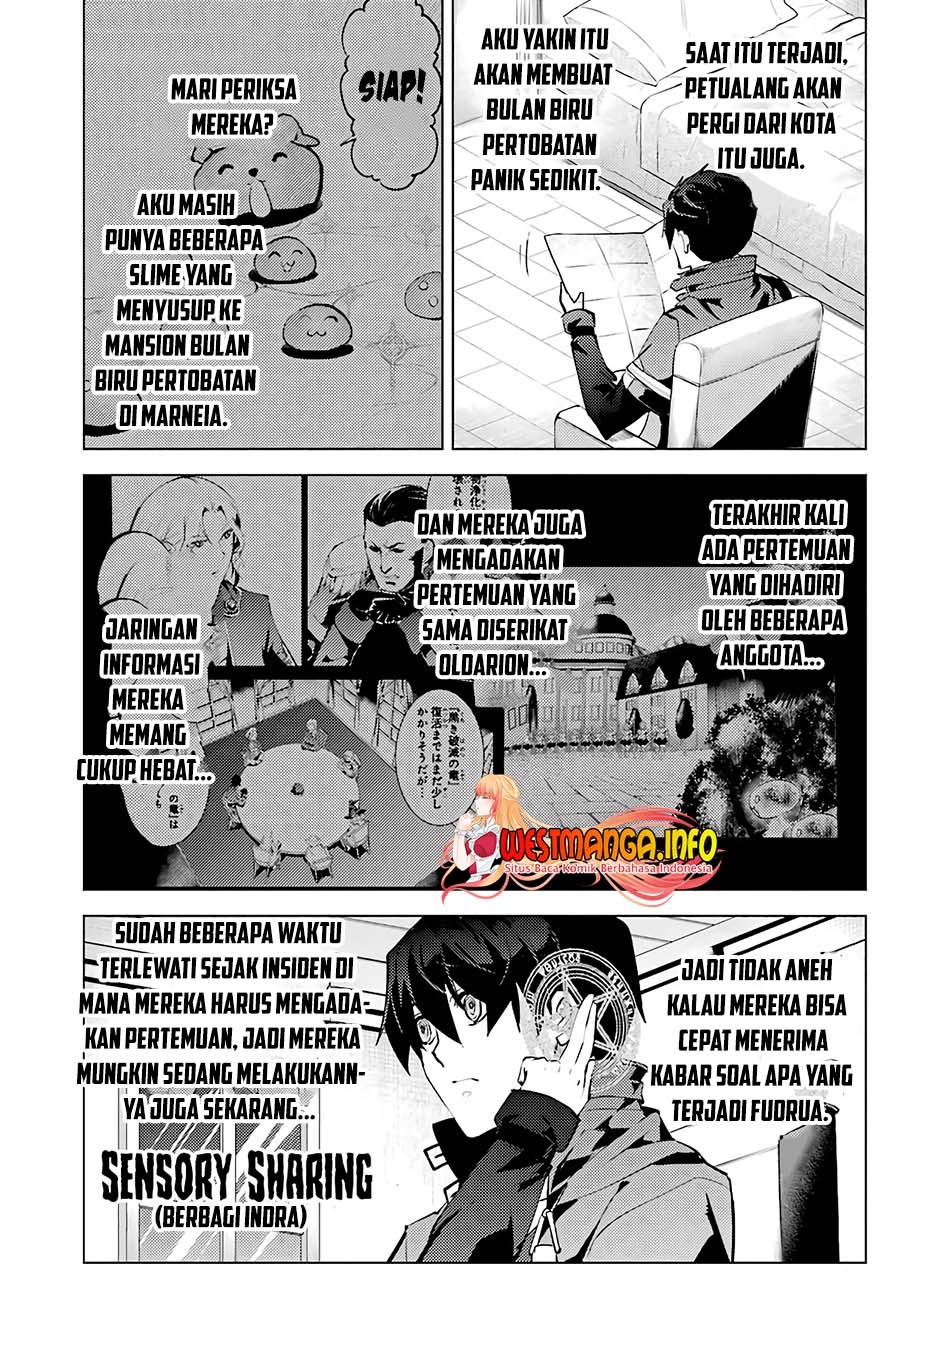 SAAT ITU TERJADI,
PETUALANG AKAN
PERGI DARI KOTA
ITU JUGA.
AKU YAKIN ITU
AKAN MEMBUAT
BULAN BIRU
PERTOBATAN
PANIK SEDIKIT.
SIAP!
MARI PERIKSA
MEREKA?
AKU MASIH
PUNYA BEBERAPA
SLIME YANG
MENYUSUP KE
MANSION BULAN
BIRU PERTOBATAN
DI MARNEIA.
TERAKHIR KALI
ADA PERTEMUAN
YANG DIHADIRI
OLEH BEBERAPA
ANGGOTA...
DAN MEREKA JUGA
MENGADAKAN
PERTEMUAN YANG
SAMA DISERIKAT
OLDARION...
「黒き破滅の竜」
復活まではまだ少し
かかりそうだが…
JARINGAN
INFORMASI
MEREKA
MEMANG
CUKUP HEBAT...
の竜」は
WESTMANGA.INFO
Situs Baca Komik Berbahasa Indonesia
JADI TIDAK ANEH
KALAU MEREKA BISA
CEPAT MENERIMA
KABAR SOAL APA YANG
TERJADI FUDRUA.
SUDAH BEBERAPA WAKTU
TERLEWATI SEJAK INSIDEN DI
MANA MEREKA HARUS MENGADA-
KAN PERTEMUAN, JADI MEREKA
MUNGKIN SEDANG MELAKUKANN-
YA JUGA SEKARANG...
SENSORY SHARING
(BERBAGI INDRA)